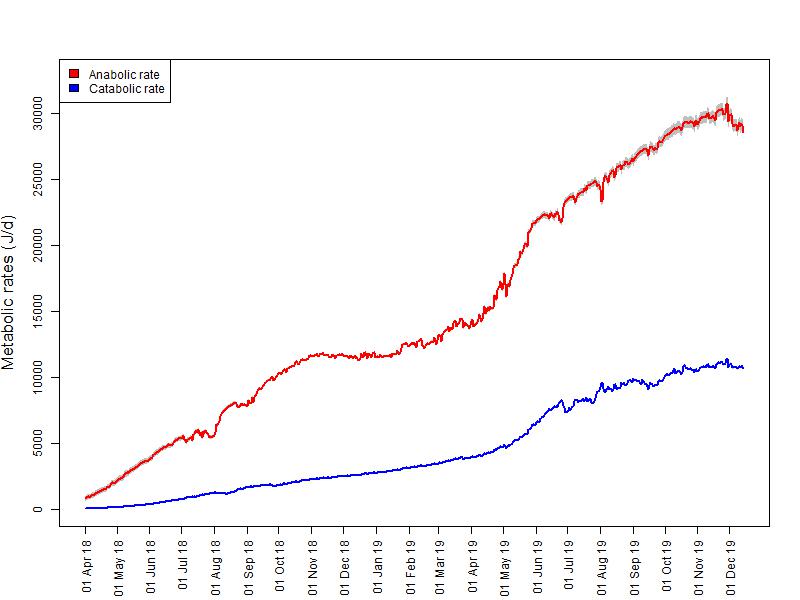 Anabolic rate
Catabolic rate
Metabolic rates (J/d)
30000
25000
20000
15000
10000
5000
0
01 Apr 18
01 May 18
01 Jun 18
01 Jul 18
01 Aug 18
01 Sep 18
01 Oct 18
01 Nov 18
01 Dec 18
01 Jan 19
01 Feb 19
01 Mar 19
01 Apr 19
01 May 19
01 Jun 19
01 Jul 19
01 Aug 19
01 Sep 19
01 Oct 19
01 Nov 19
01 Dec 19